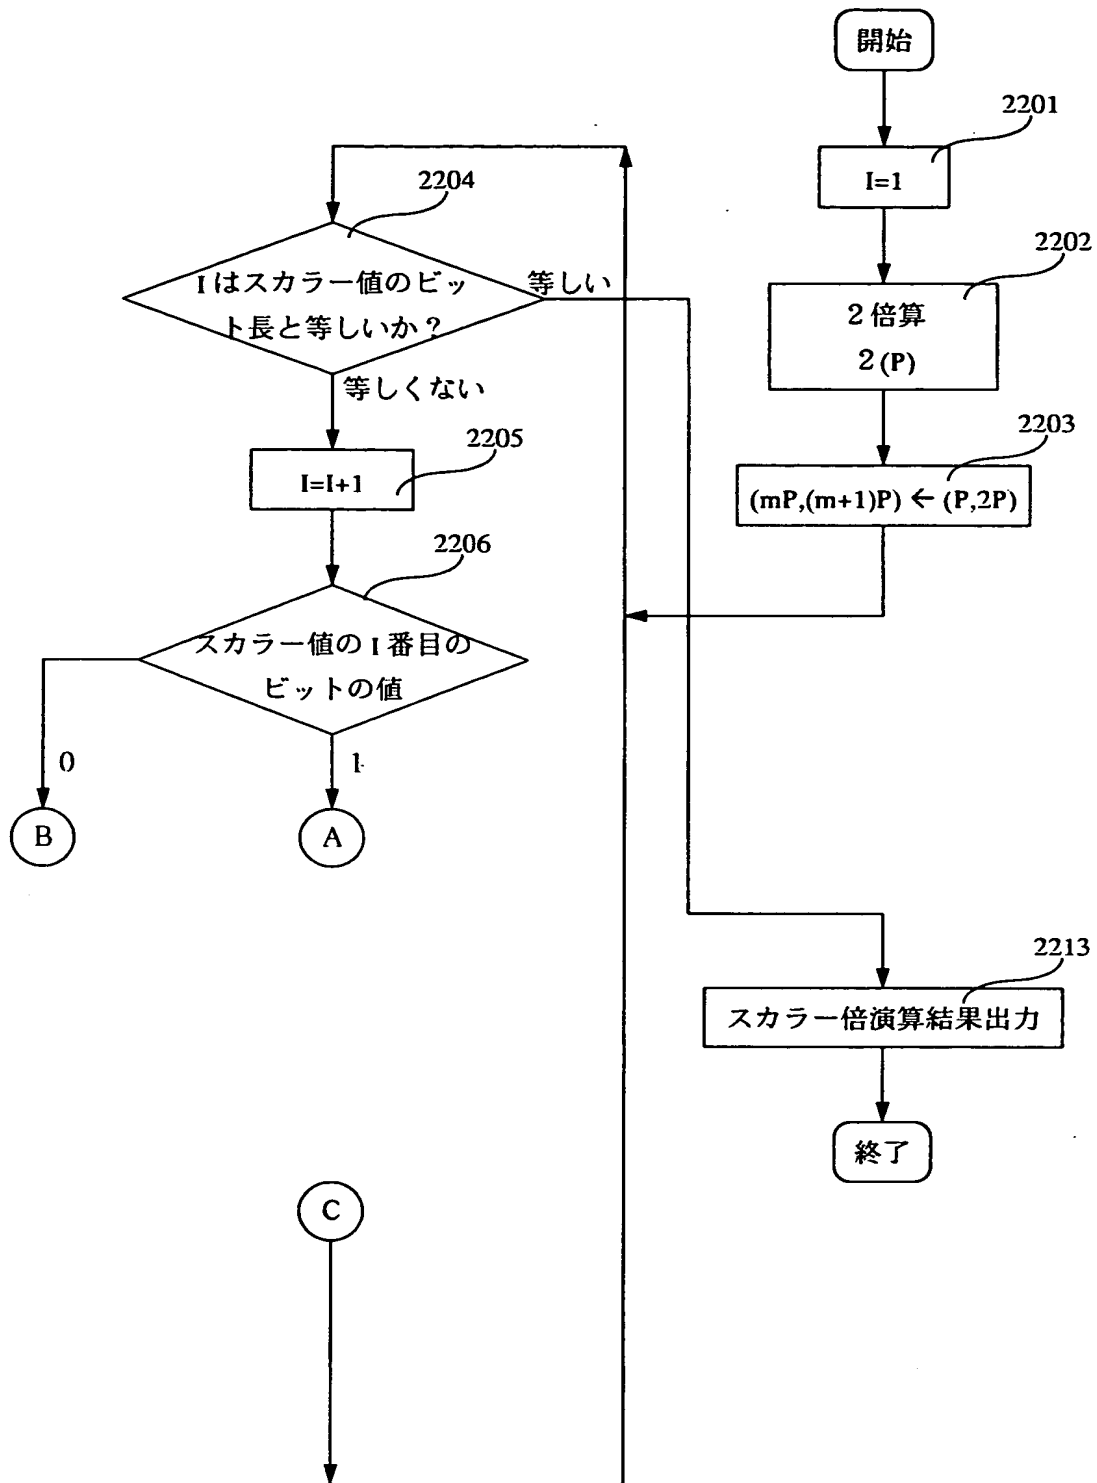 開始
2201
I=1
2202
2倍算
2(P)
2203
(mP,(m+1)P) ← (P,2P)
2204
Iはスカラー値のビッ
ト長と等しいか？
等しい
等しくない
2205
I=I+1
2206
スカラー値のI番目の
ビットの値
0
1
B
A
2213
スカラー倍演算結果出力
終了
C